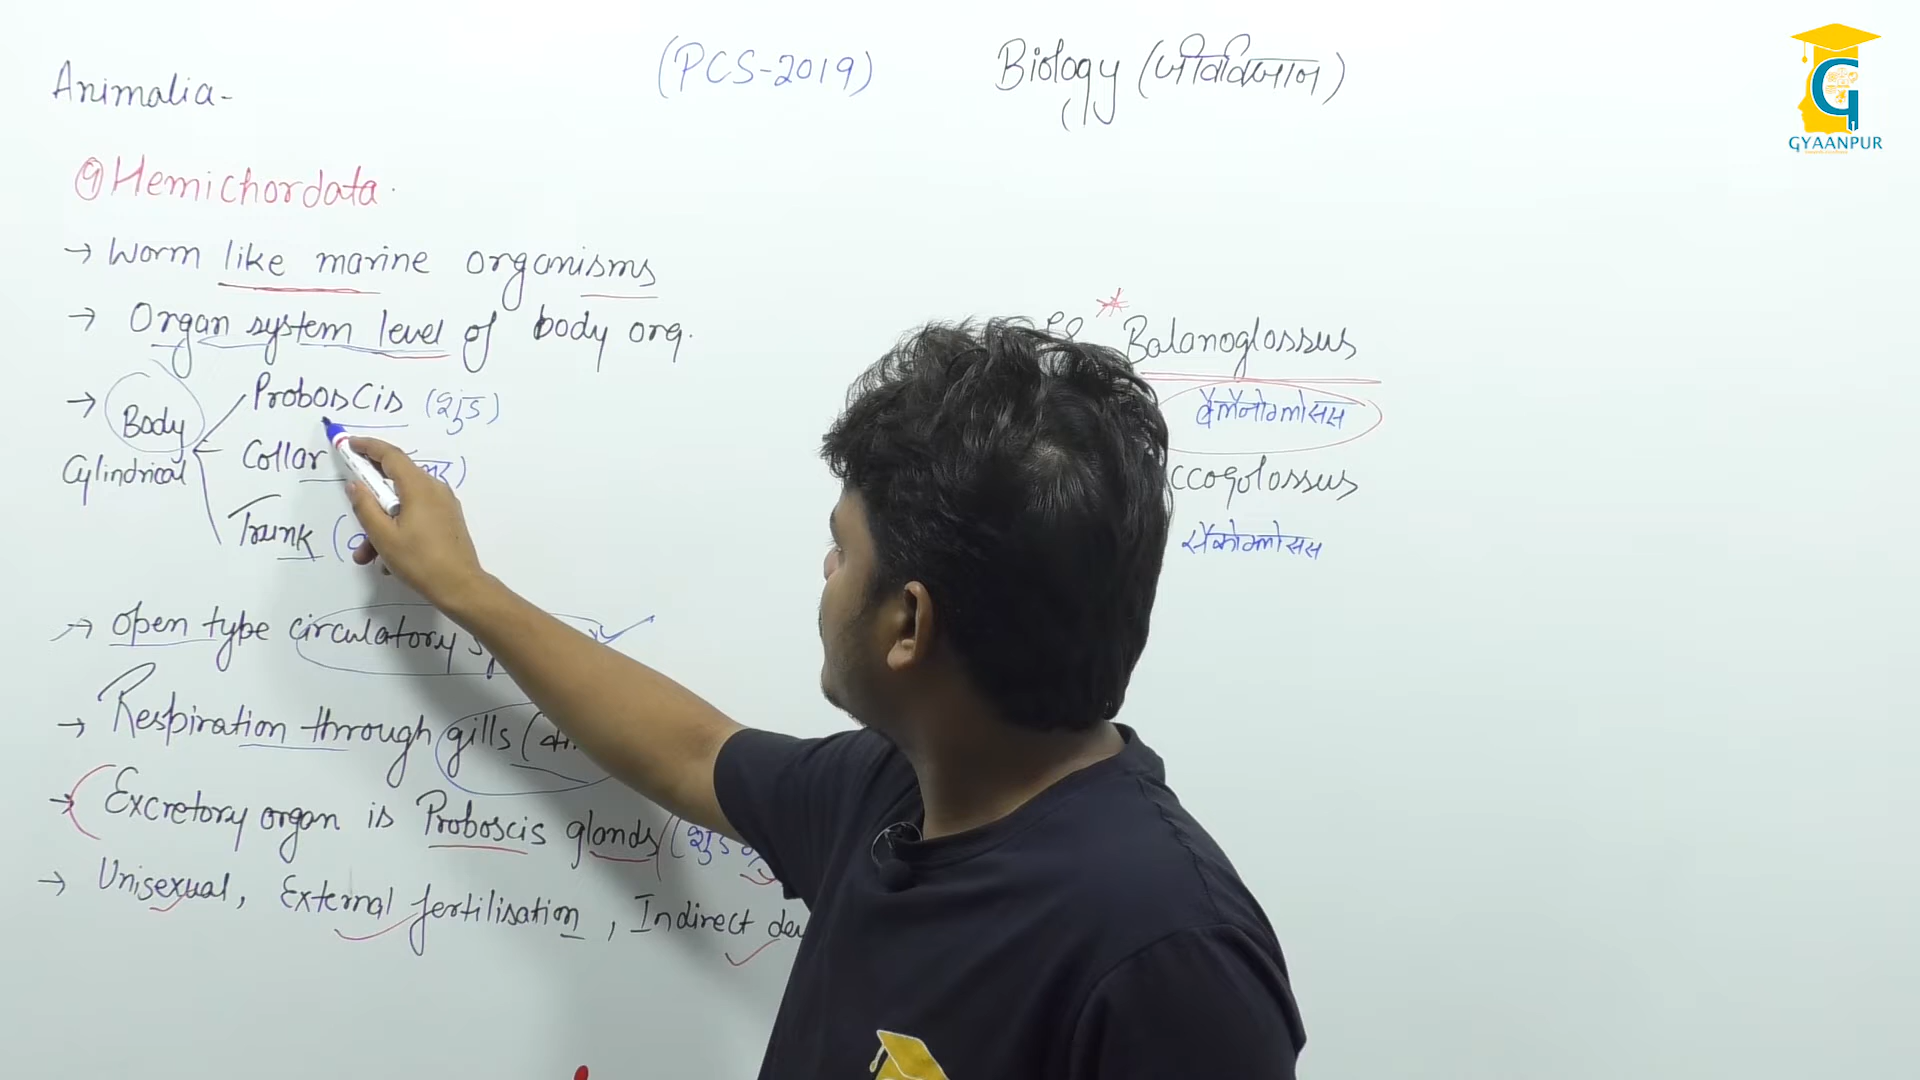 (PCS-2019)
Biology (जीवविज्ञान)
GYAANPUR
Animalia-
9 Hemichordata.
→ Worm like marine organisms
→ Organ system level of body org.
→ Body
Cylindrical
Proboscis (शुंड)
Collar
Trunk
→ Open type circulatory
→ Respiration through gills
→ Excretory organ is Proboscis glands (शुंड
→ Unisexual, External fertilisation, Indirect
* Balanoglossus
बैलैनोग्लोसस
ccogolossus
सैकोग्लोसस